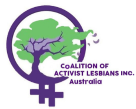 COALITION OF
ACTIVIST LESBIANS INC.
Australia